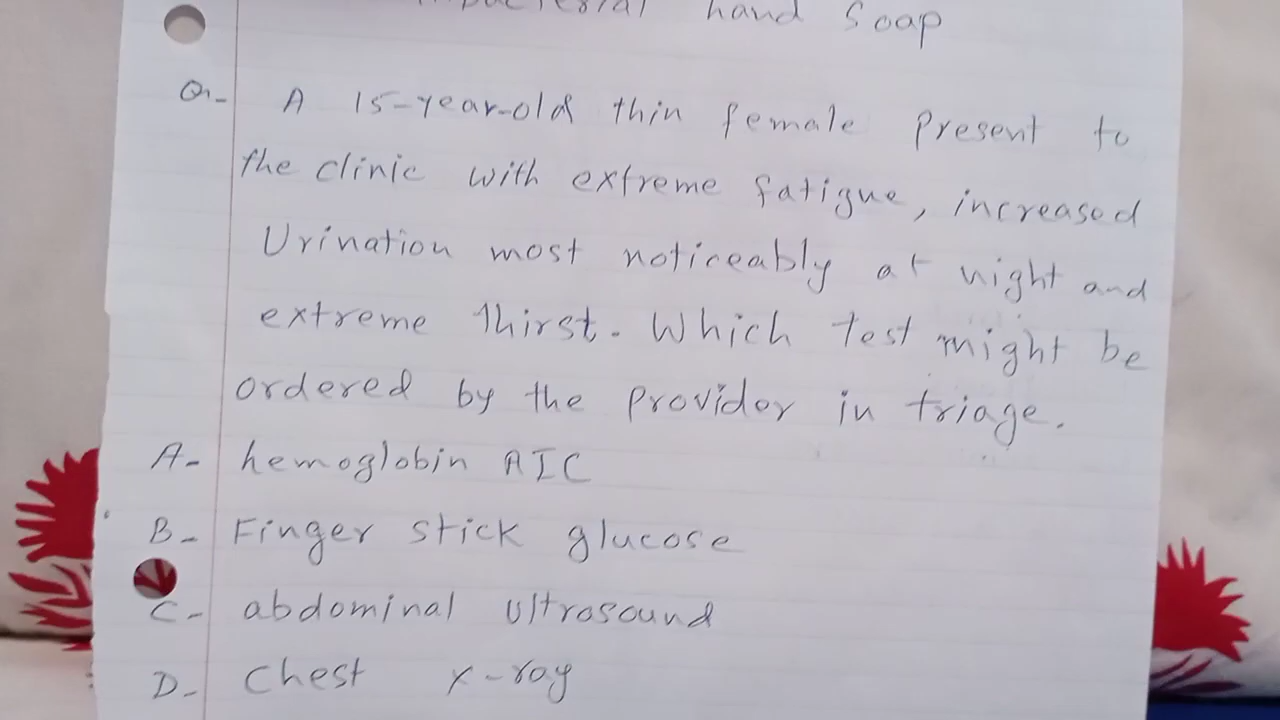 hand soap
Q- A 15-year-old thin female present to
the clinic with extreme fatigue, increased
Urination most noticeably at night and
extreme thirst. Which test might be
ordered by the provider in triage.
A- hemoglobin AIC
B- Finger stick glucose
C- abdominal ultrasound
D- Chest x-ray